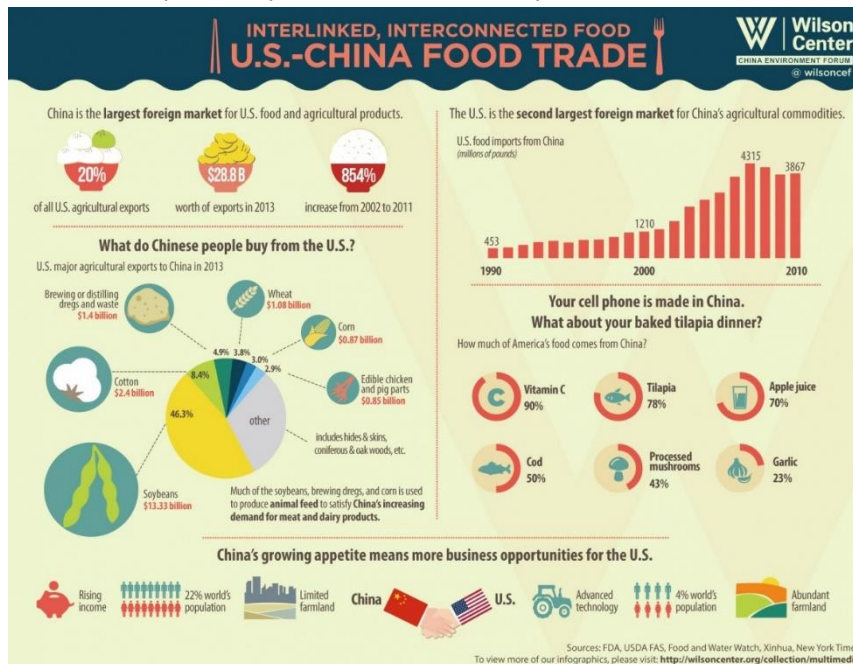 INTERLINKED, INTERCONNECTED FOOD
U.S.-CHINA FOOD TRADE
Wilson
Center
CHINA ENVIRONMENT FORUM
@ wilsoncef
China is the largest foreign market for U.S. food and agricultural products.
20%
of all U.S. agricultural exports
$28.8 B
worth of exports in 2013
854%
increase from 2002 to 2011
What do Chinese people buy from the U.S.?
U.S. major agricultural exports to China in 2013
Brewing or distilling
dregs and waste
$1.4 billion
Wheat
$1.08 billion
Corn
$0.87 billion
Cotton
$2.4 billion
Edible chicken
and pig parts
$0.85 billion
Soybeans
$13.33 billion
4.9%
3.8%
3.0%
2.9%
8.4%
46.3%
other
includes hides & skins,
coniferous & oak woods, etc.
Much of the soybeans, brewing dregs, and corn is used
to produce animal feed to satisfy China's increasing
demand for meat and dairy products.
The U.S. is the second largest foreign market for China's agricultural commodities.
U.S. food imports from China
(millions of pounds)
453
1210
4315
3867
1990
2000
2010
Your cell phone is made in China.
What about your baked tilapia dinner?
How much of America's food comes from China?
C
Vitamin C
90%
Tilapia
78%
Apple juice
70%
Cod
50%
Processed
mushrooms
43%
Garlic
23%
China's growing appetite means more business opportunities for the U.S.
Rising
income
22% world's
population
Limited
farmland
China
U.S.
Advanced
technology
4% world's
population
Abundant
farmland
Sources: FDA, USDA FAS, Food and Water Watch, Xinhua, New York Time
To view more of our infographics, please visit: http://wilsoncenter.org/collection/multimedi